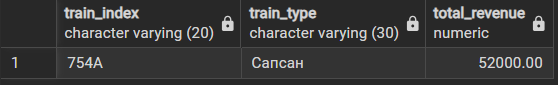 train_index train_type total_revenue
character varying (20) character varying (30) numeric
1 754А Сапсан 52000.00